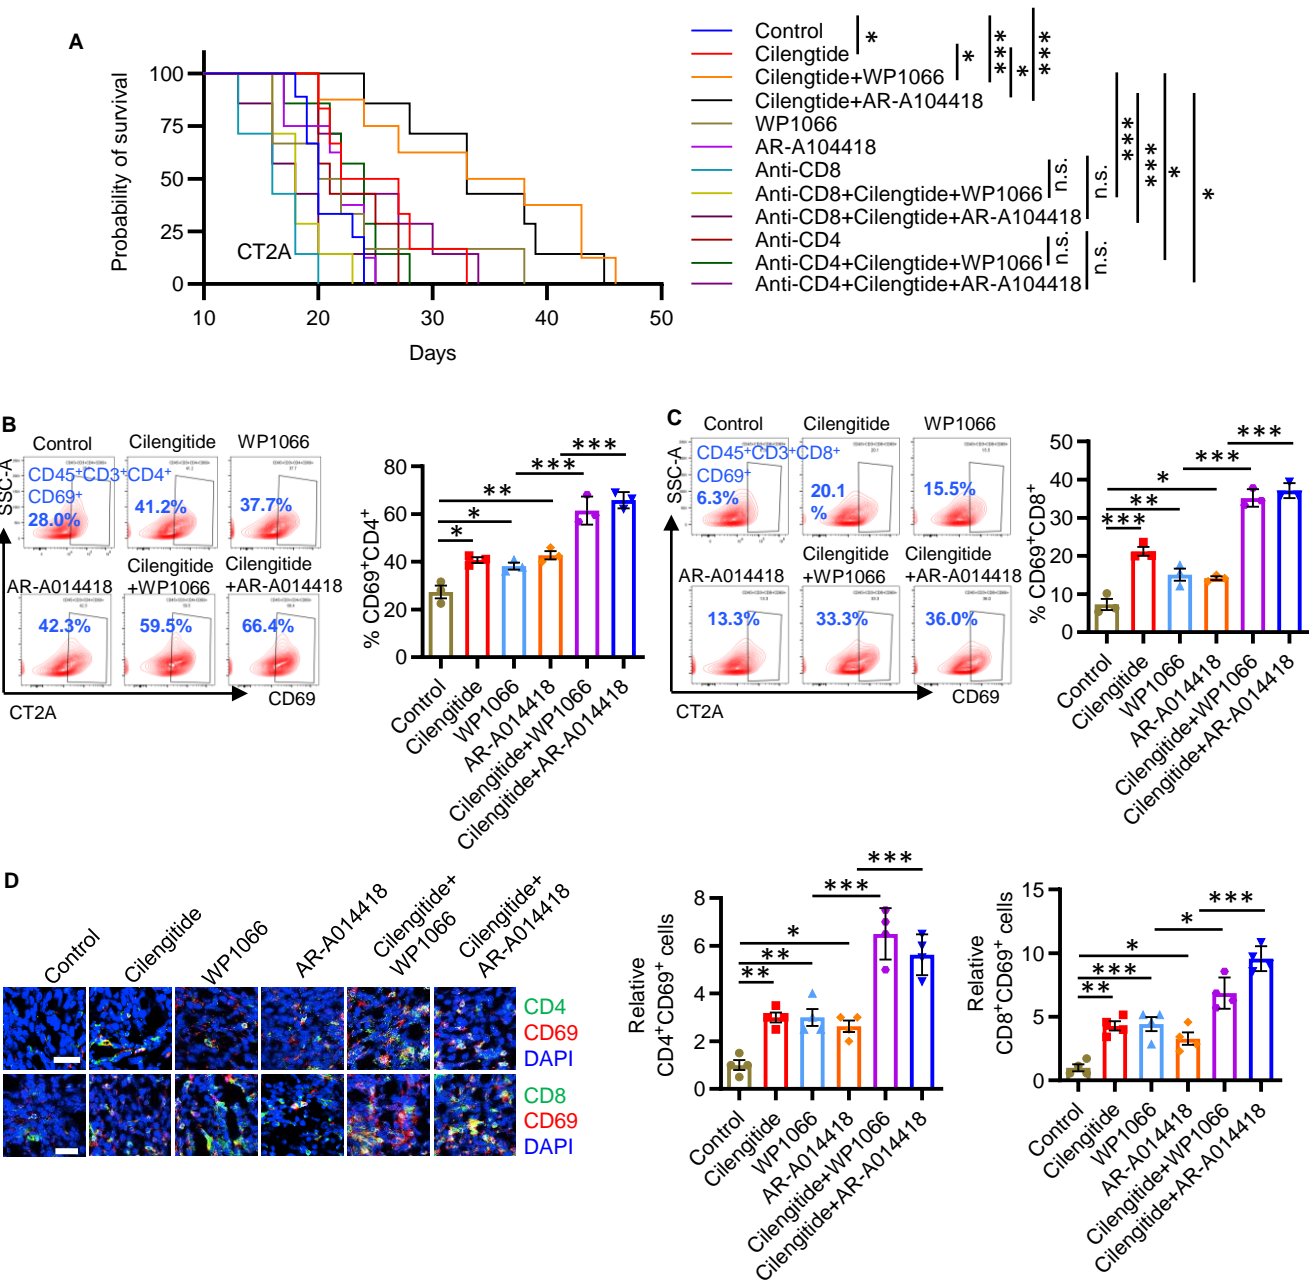 A
Probability of survival
100
75
50
25
0
CT2A
10 20 30 40 50
Days
Control
Cilengtide
Cilengtide+WP1066
Cilengtide+AR-A104418
WP1066
AR-A104418
Anti-CD8
Anti-CD8+Cilengtide+WP1066
Anti-CD8+Cilengtide+AR-A104418
Anti-CD4
Anti-CD4+Cilengtide+WP1066
Anti-CD4+Cilengtide+AR-A104418
*
*
***
*
***
n.s.
n.s.
n.s.
n.s.
***
***
*
*
B
Control Cilengitide WP1066
SSC-A
CD45⁺CD3⁺CD4⁺
CD69⁺
28.0% 41.2% 37.7%
AR-A014418 Cilengitide+WP1066 Cilengitide+AR-A014418
42.3% 59.5% 66.4%
CT2A CD69
% CD69⁺CD4⁺
80
60
40
20
0
* * ** *** ***
Control
Cilengitide
WP1066
AR-A014418
Cilengitide+WP1066
Cilengitide+AR-A014418
C
Control Cilengitide WP1066
SSC-A
CD45⁺CD3⁺CD8⁺
CD69⁺
6.3% 20.1% 15.5%
AR-A014418 Cilengitide+WP1066 Cilengitide+AR-A014418
13.3% 33.3% 36.0%
CT2A CD69
% CD69⁺CD8⁺
50
40
30
20
10
0
*** ** * *** ***
Control
Cilengitide
WP1066
AR-A014418
Cilengitide+WP1066
Cilengitide+AR-A014418
D
Control
Cilengitide
WP1066
AR-A014418
Cilengitide+
WP1066
Cilengitide+
AR-A014418
CD4
CD69
DAPI
CD8
CD69
DAPI
Relative
CD4⁺CD69⁺ cells
8
6
4
2
0
** ** * *** ***
Control
Cilengitide
WP1066
AR-A014418
Cilengitide+WP1066
Cilengitide+AR-A014418
Relative
CD8⁺CD69⁺ cells
15
10
5
0
** *** * * ***
Control
Cilengitide
WP1066
AR-A014418
Cilengitide+WP1066
Cilengitide+AR-A014418